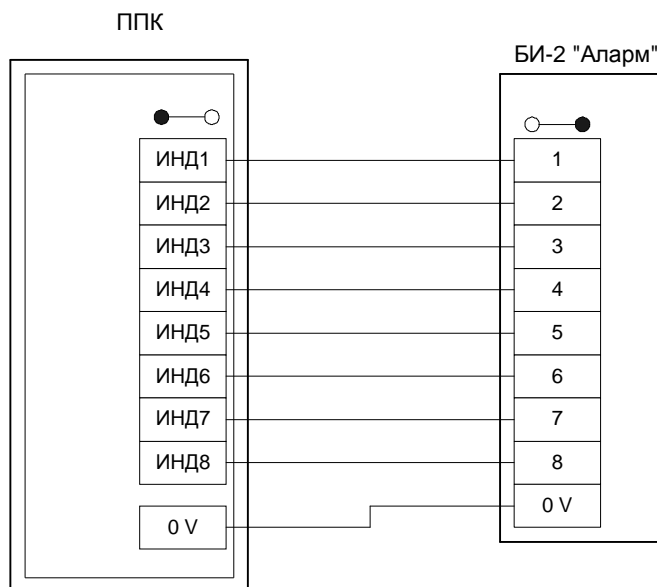 ППК
БИ-2 "Аларм"
ИНД1
1
ИНД2
2
ИНД3
3
ИНД4
4
ИНД5
5
ИНД6
6
ИНД7
7
ИНД8
8
0 V
0 V